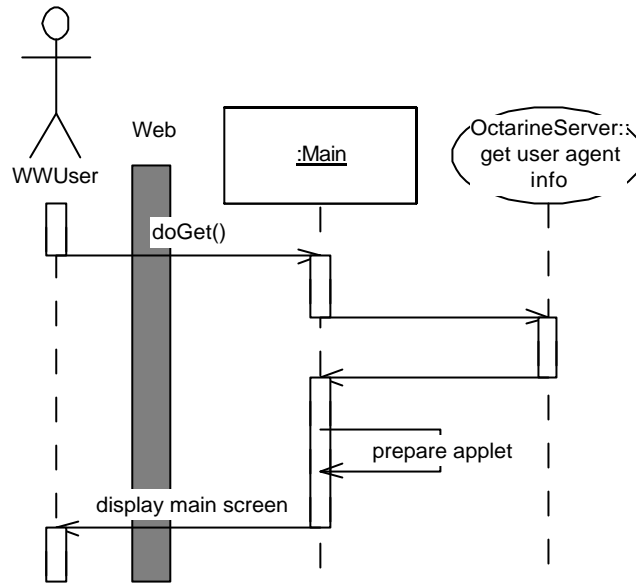 WWUser
Web
:Main
OctarineServer::
get user agent
info
doGet()
prepare applet
display main screen